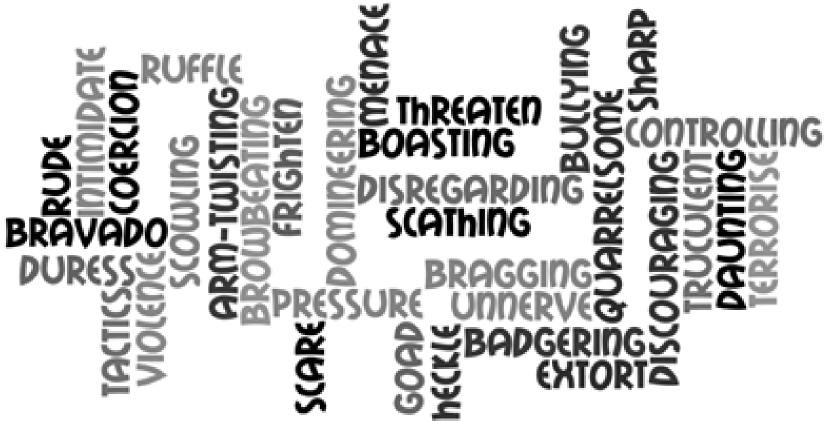 RUDE
INTIMIDATE
COERCION
RUFFLE
BRAVADO
DURESS
TACTICS
VIOLENCE
SCOWLING
ARM-TWISTING
BROWBEATING
FRIGHTEN
DOMINEERING
MENACE
THREATEN
BOASTING
DISREGARDING
SCATHING
BRAGGING
PRESSURE
UNNERVE
SCARE
GOAD
HECKLE
BADGERING
EXTORT
BULLYING
QUARRELSOME
SHARP
CONTROLLING
DISCOURAGING
TRUCULENT
DAUNTING
TERRORISE